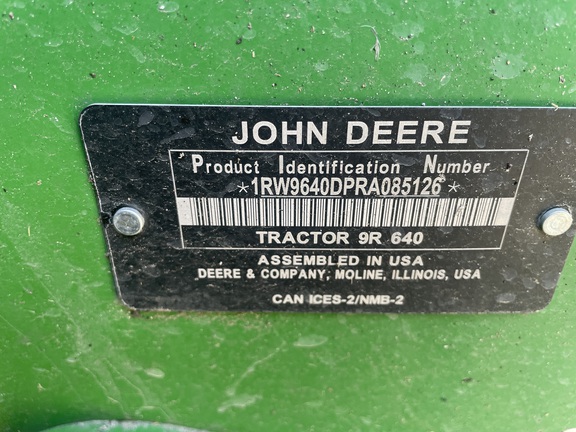 JOHN DEERE
Product Identification Number
*1RW9640DPRA085126*
TRACTOR 9R 640
ASSEMBLED IN USA
DEERE & COMPANY, MOLINE, ILLINOIS, USA
CAN ICES-2/NMB-2